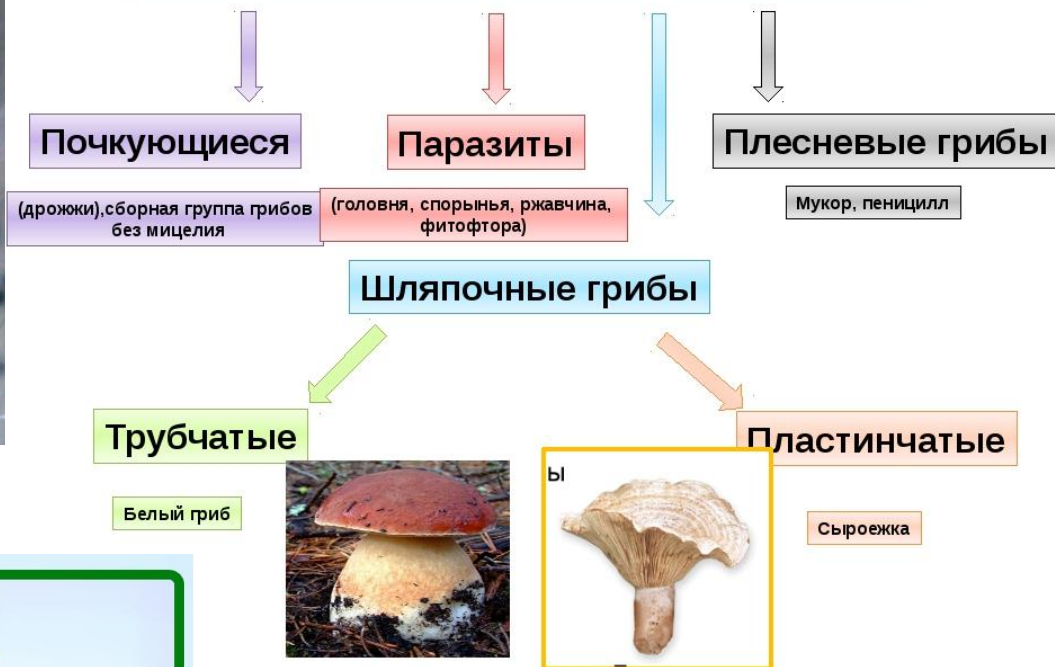 Почкующиеся
Паразиты
Плесневые грибы
(дрожжи),сборная группа грибов
без мицелия
(головня, спорынья, ржавчина,
фитофтора)
Мукор, пеницилл
Шляпочные грибы
Трубчатые
Пластинчатые
Белый гриб
ы
Сыроежка